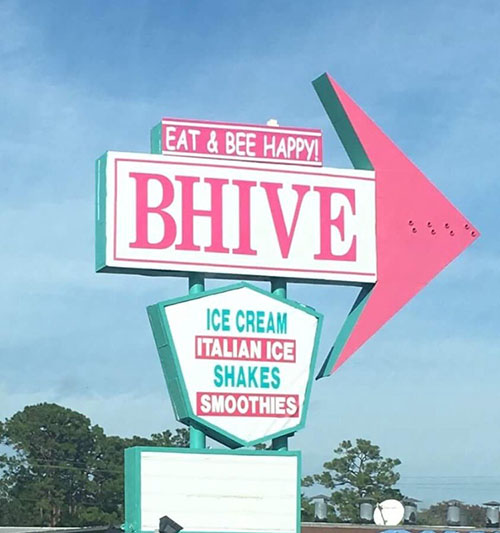 EAT & BEE HAPPY!
BHIVE
ICE CREAM
ITALIAN ICE
SHAKES
SMOOTHIES